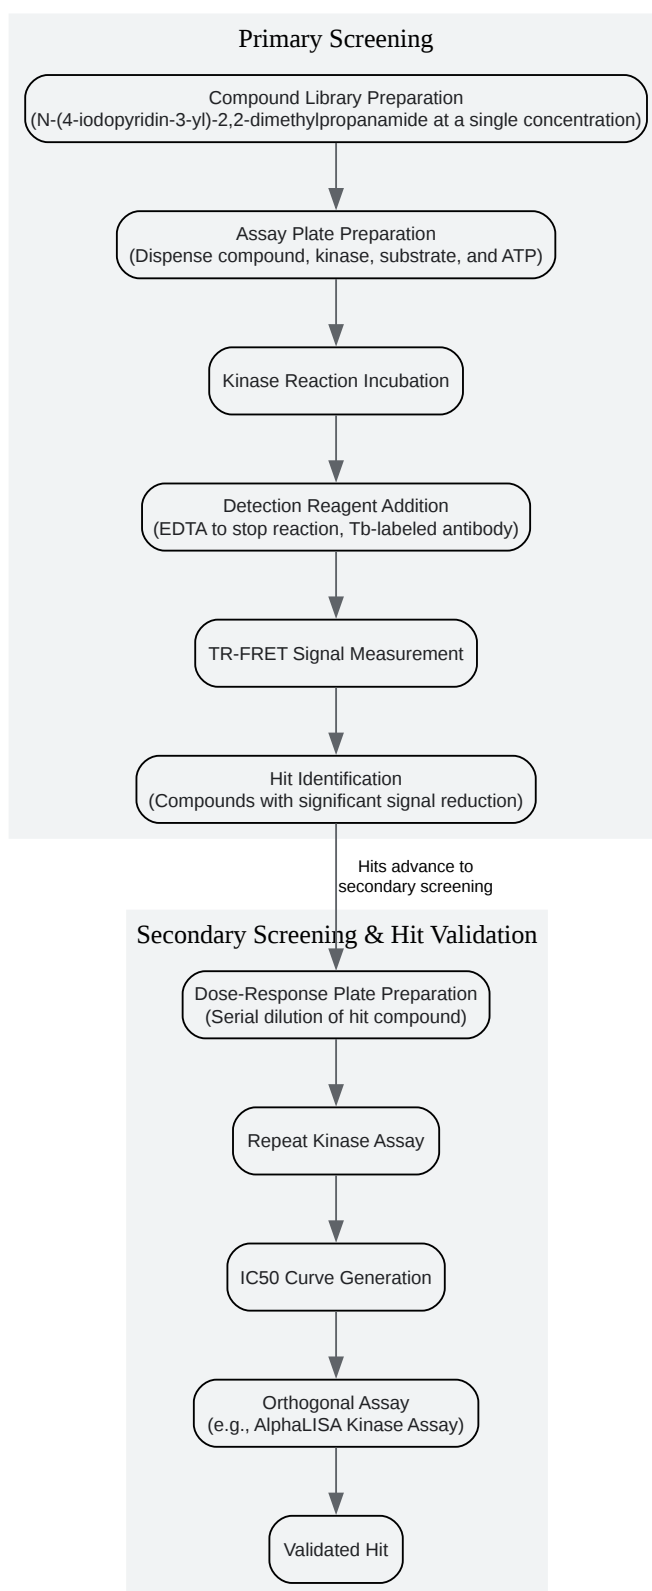 Primary Screening
Compound Library Preparation
(N-(4-iodopyridin-3-yl)-2,2-dimethylpropanamide at a single concentration)
Assay Plate Preparation
(Dispense compound, kinase, substrate, and ATP)
Kinase Reaction Incubation
Detection Reagent Addition
(EDTA to stop reaction, Tb-labeled antibody)
TR-FRET Signal Measurement
Hit Identification
(Compounds with significant signal reduction)
Hits advance to
secondary screening
Secondary Screening & Hit Validation
Dose-Response Plate Preparation
(Serial dilution of hit compound)
Repeat Kinase Assay
IC50 Curve Generation
Orthogonal Assay
(e.g., AlphaLISA Kinase Assay)
Validated Hit